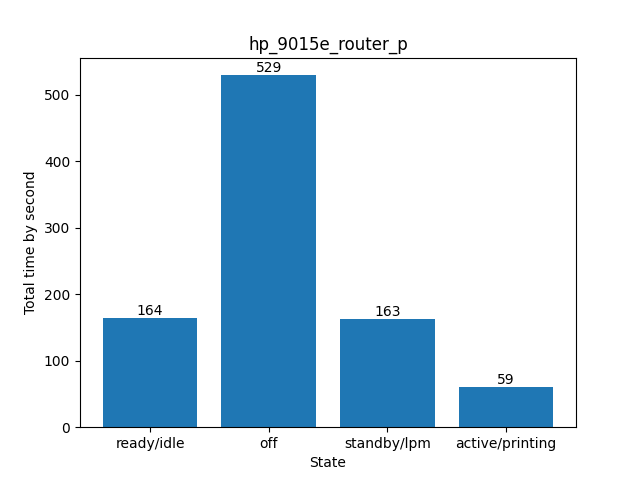 hp_9015e_router_p
Total time by second
500
400
300
200
100
0
164
529
163
59
ready/idle
off
standby/lpm
active/printing
State